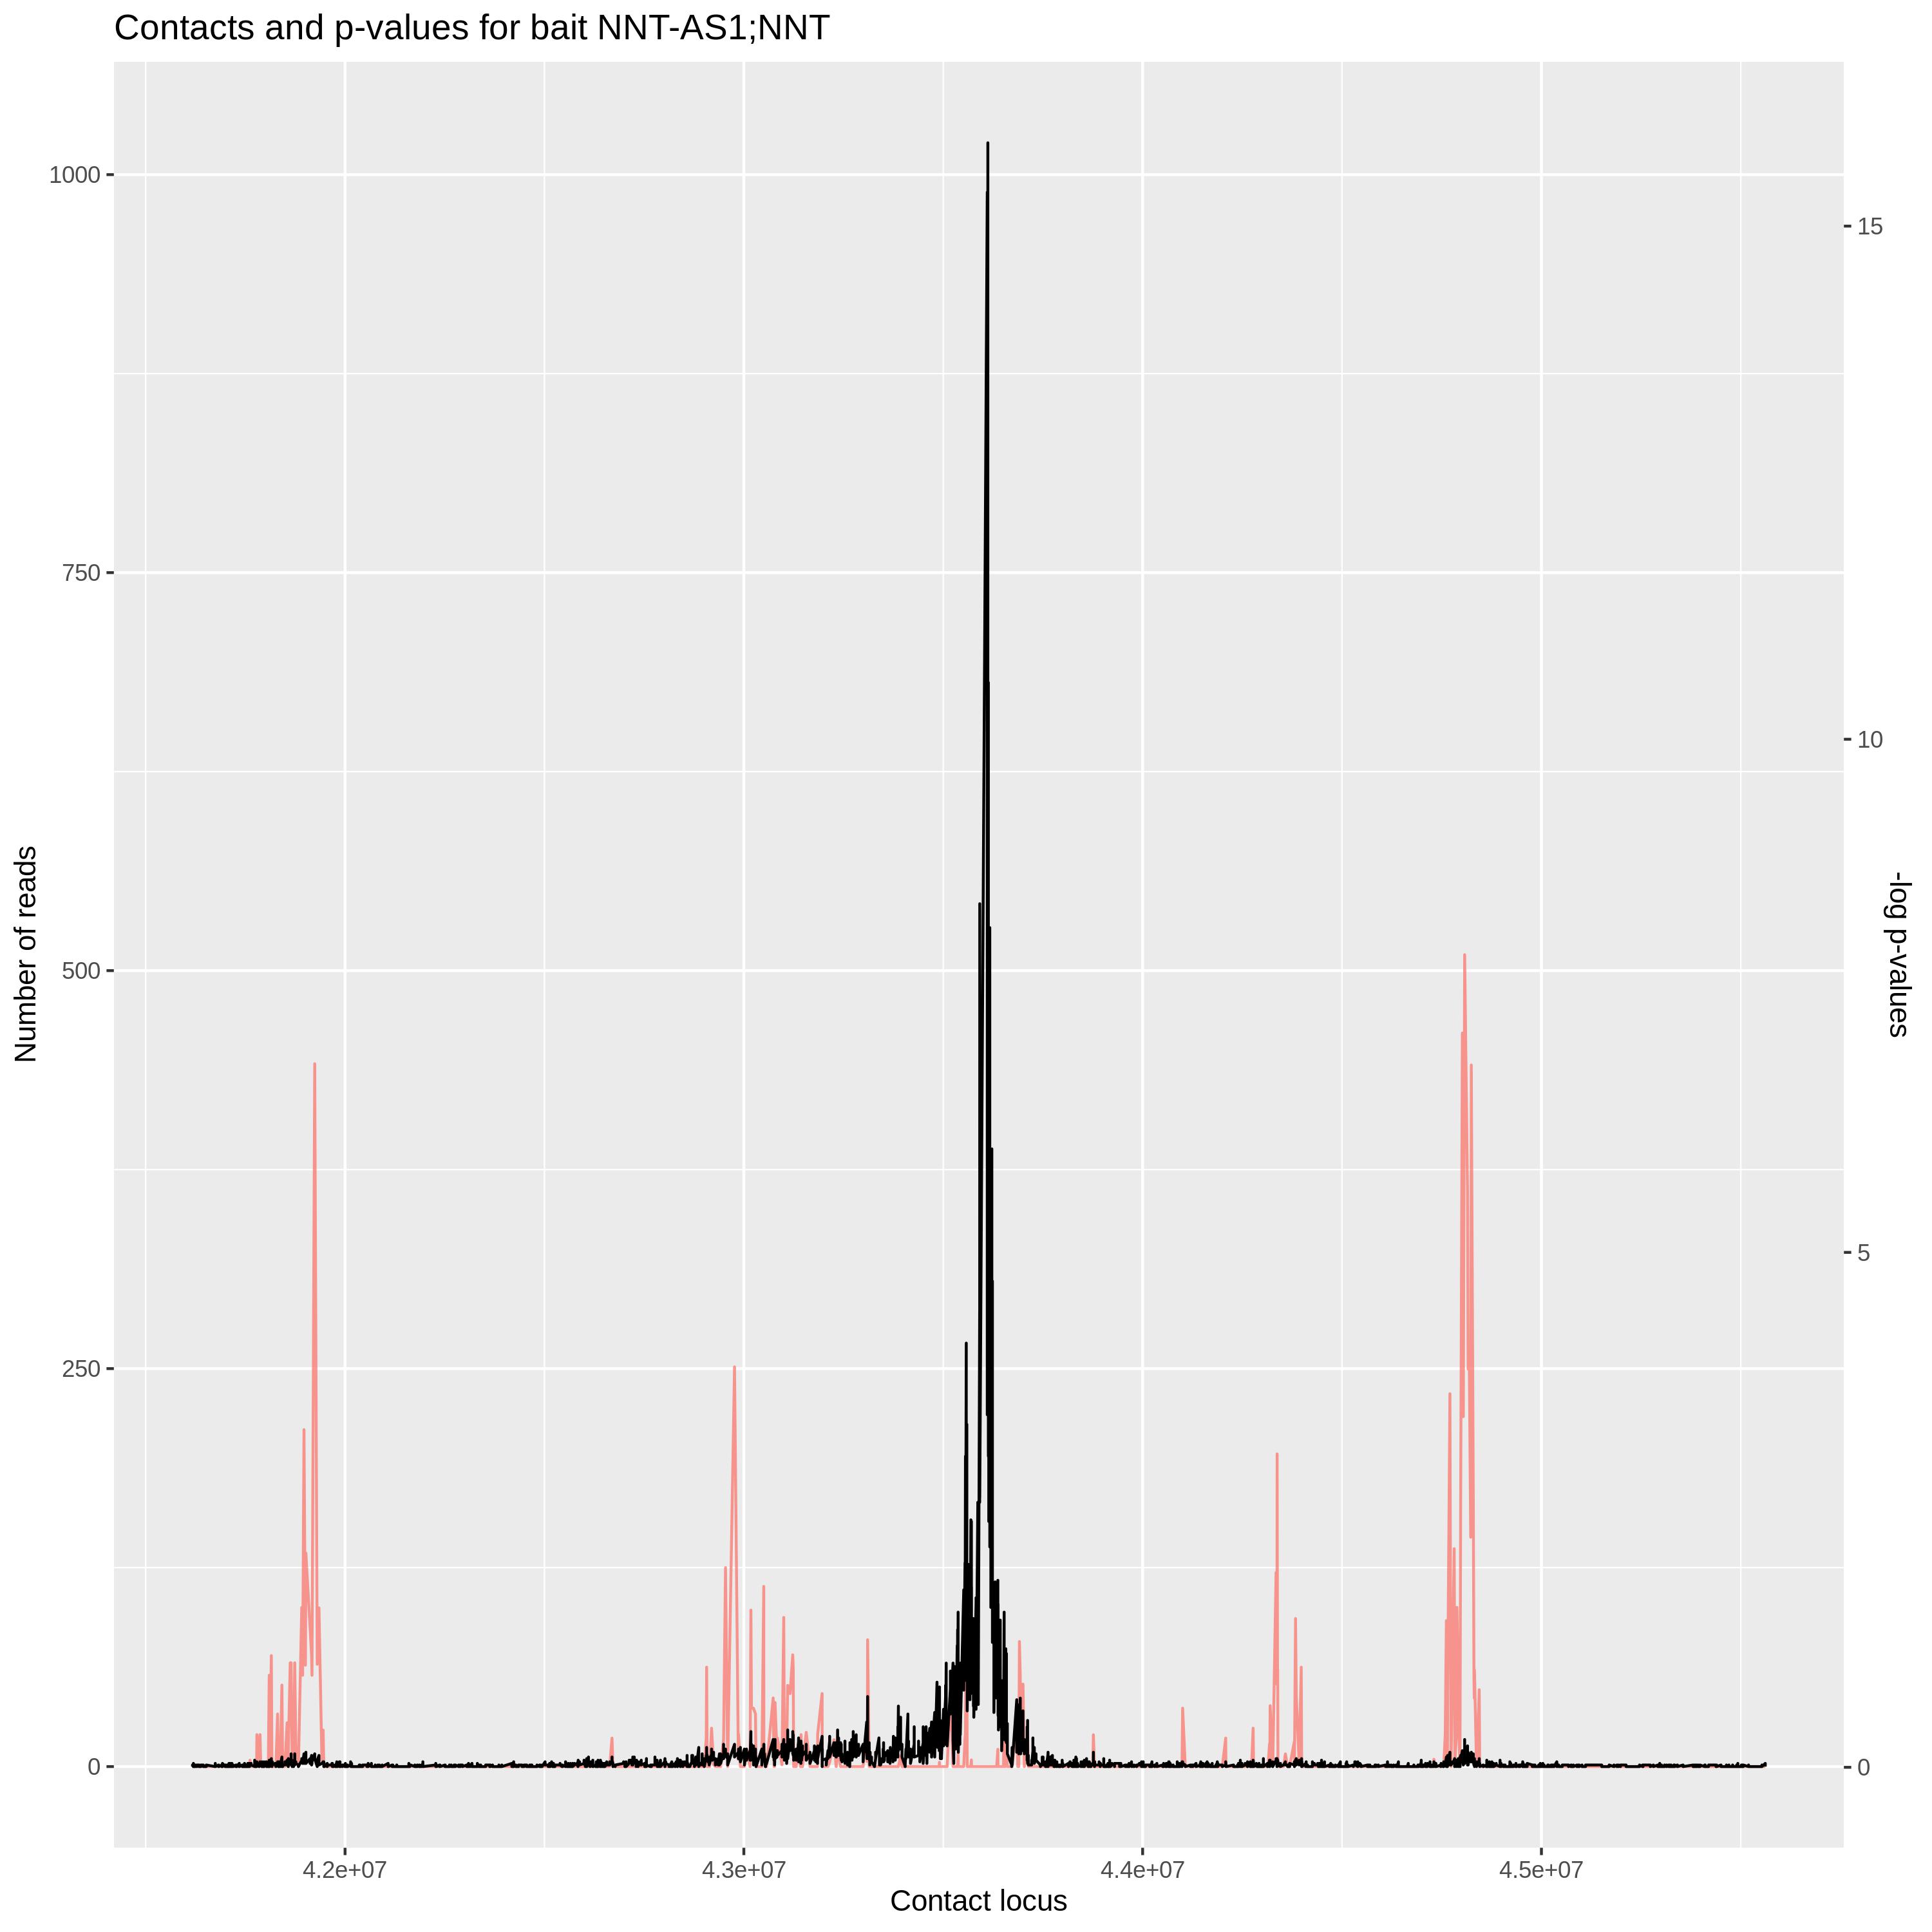 Contacts and p-values for bait NNT-AS1;NNT
1000
750
500
250
0
Number of reads
15
10
5
0
-log p-values
4.2e+07
4.3e+07
4.4e+07
4.5e+07
Contact locus